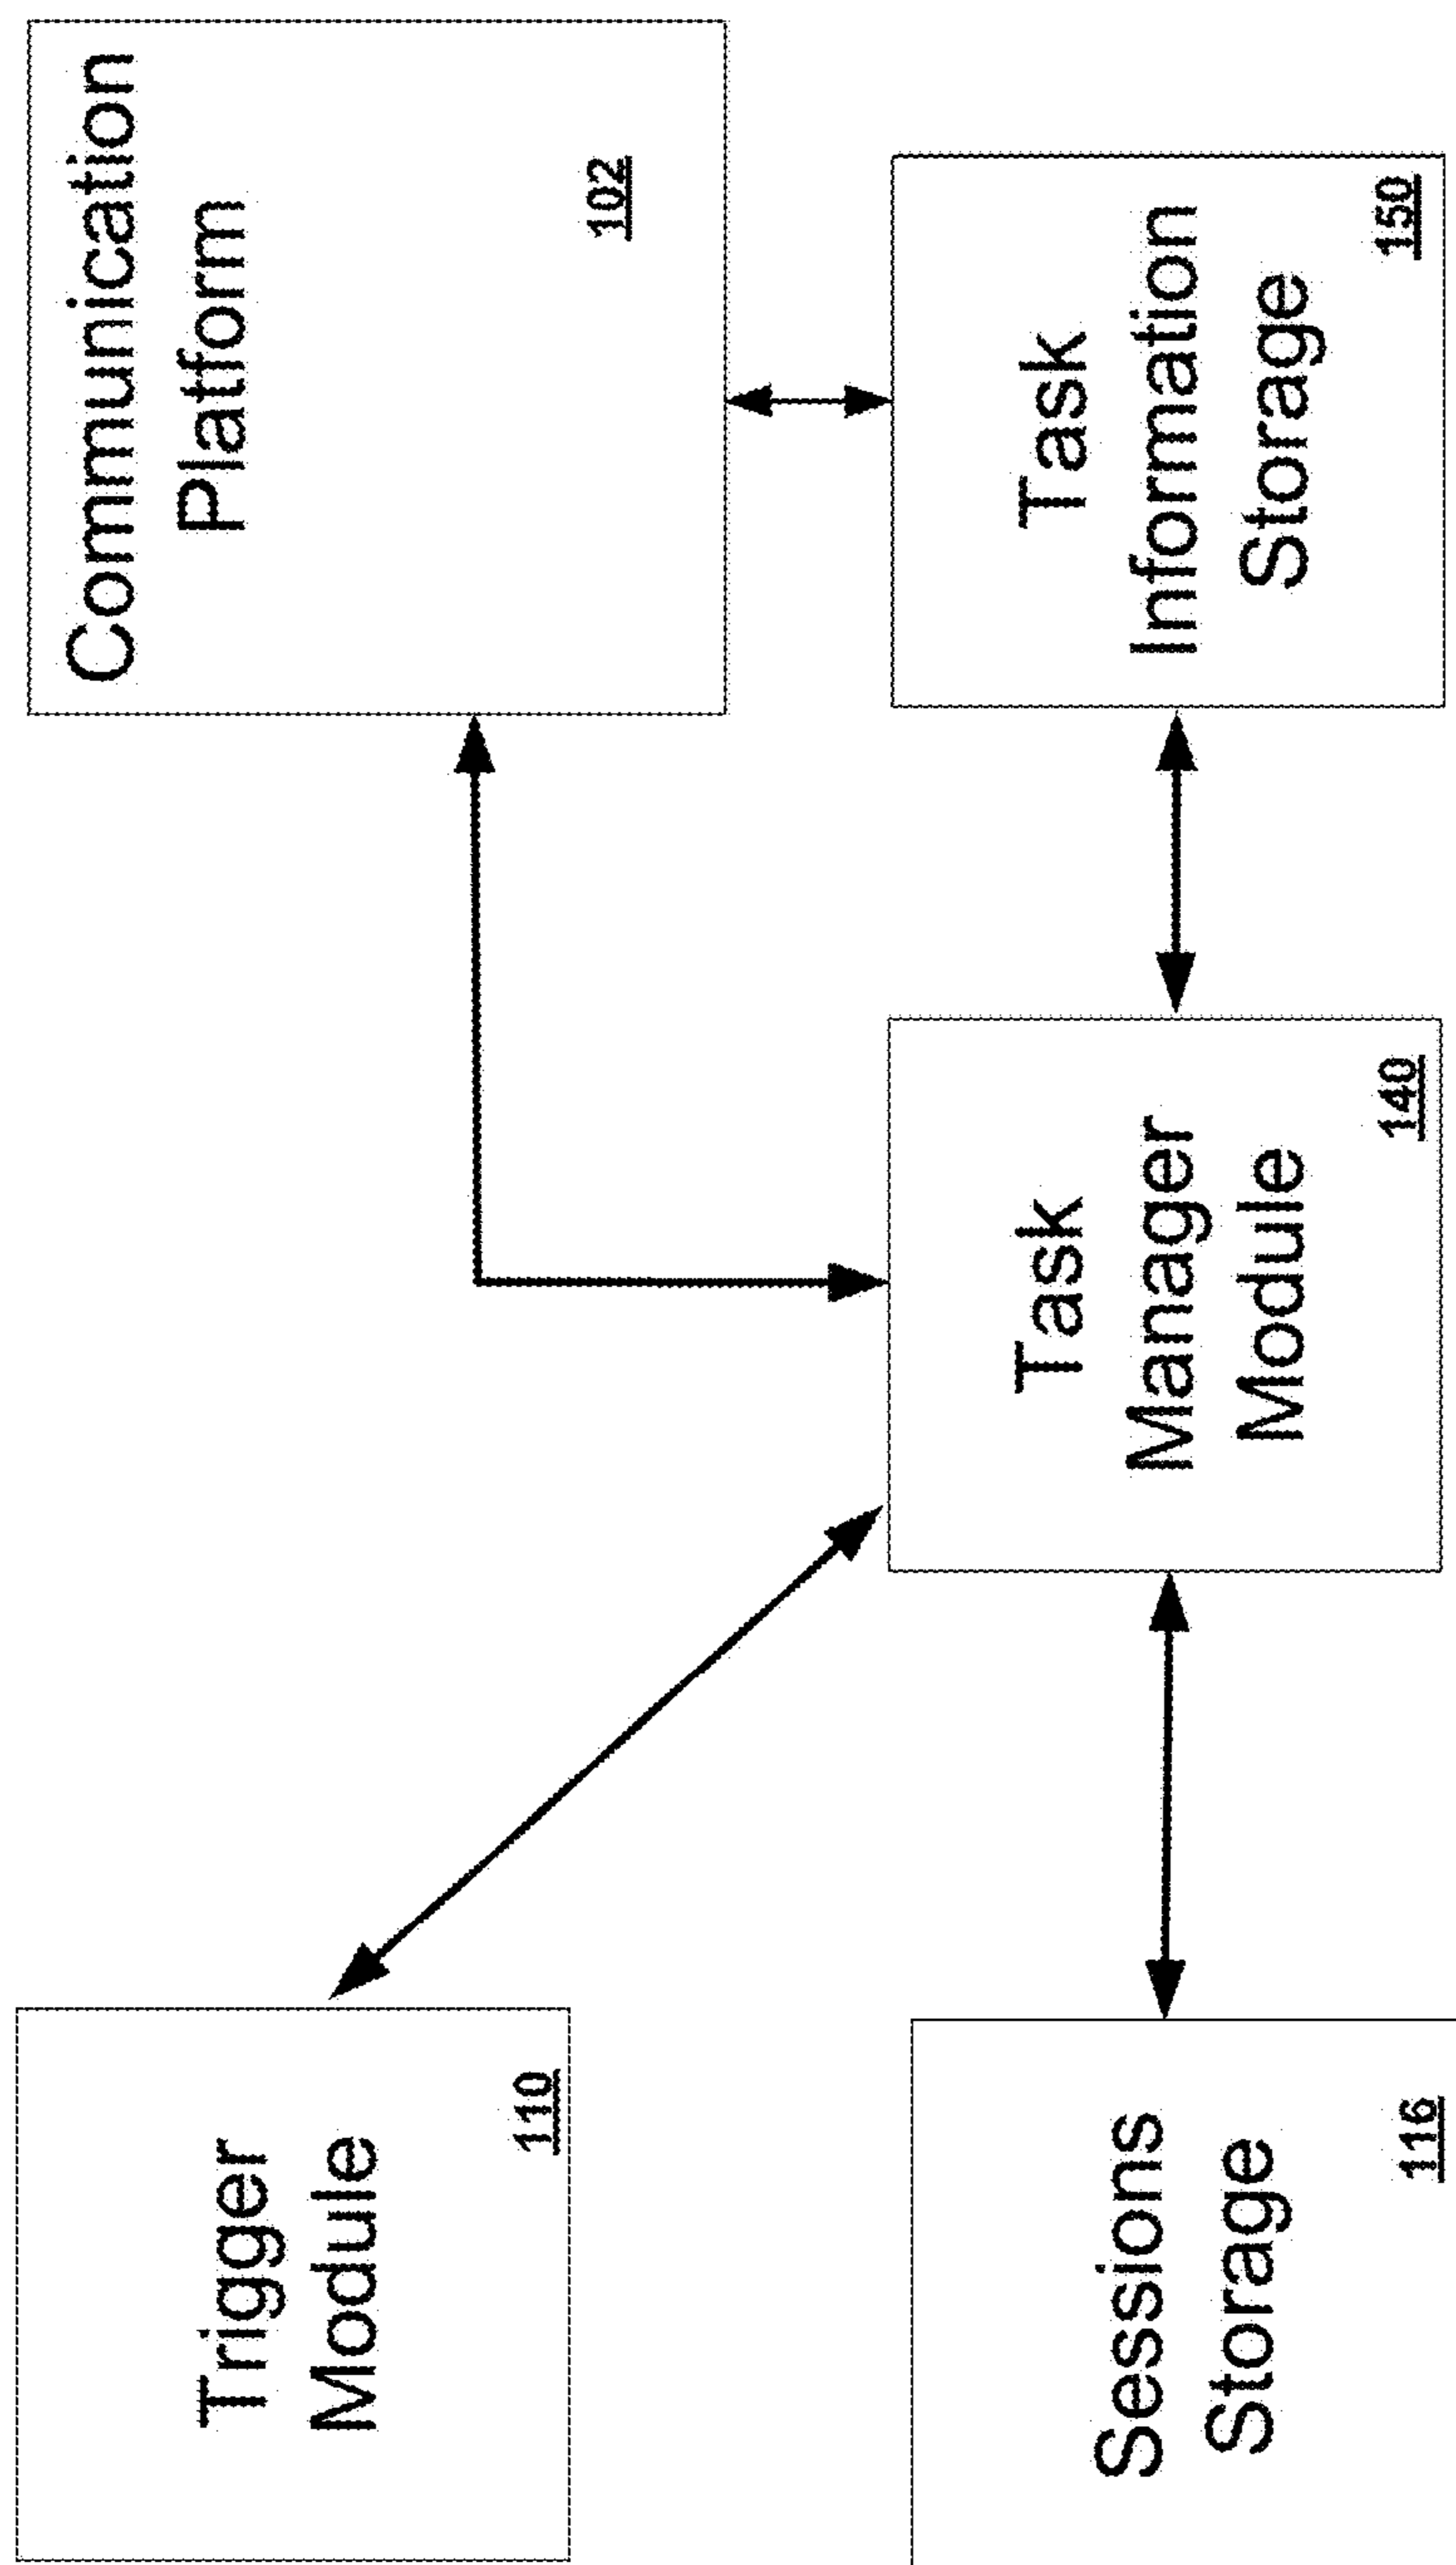 Trigger
Module
110
Communication
Platform
102
Sessions
Storage
116
Task
Manager
Module
140
Task
Information
Storage
150